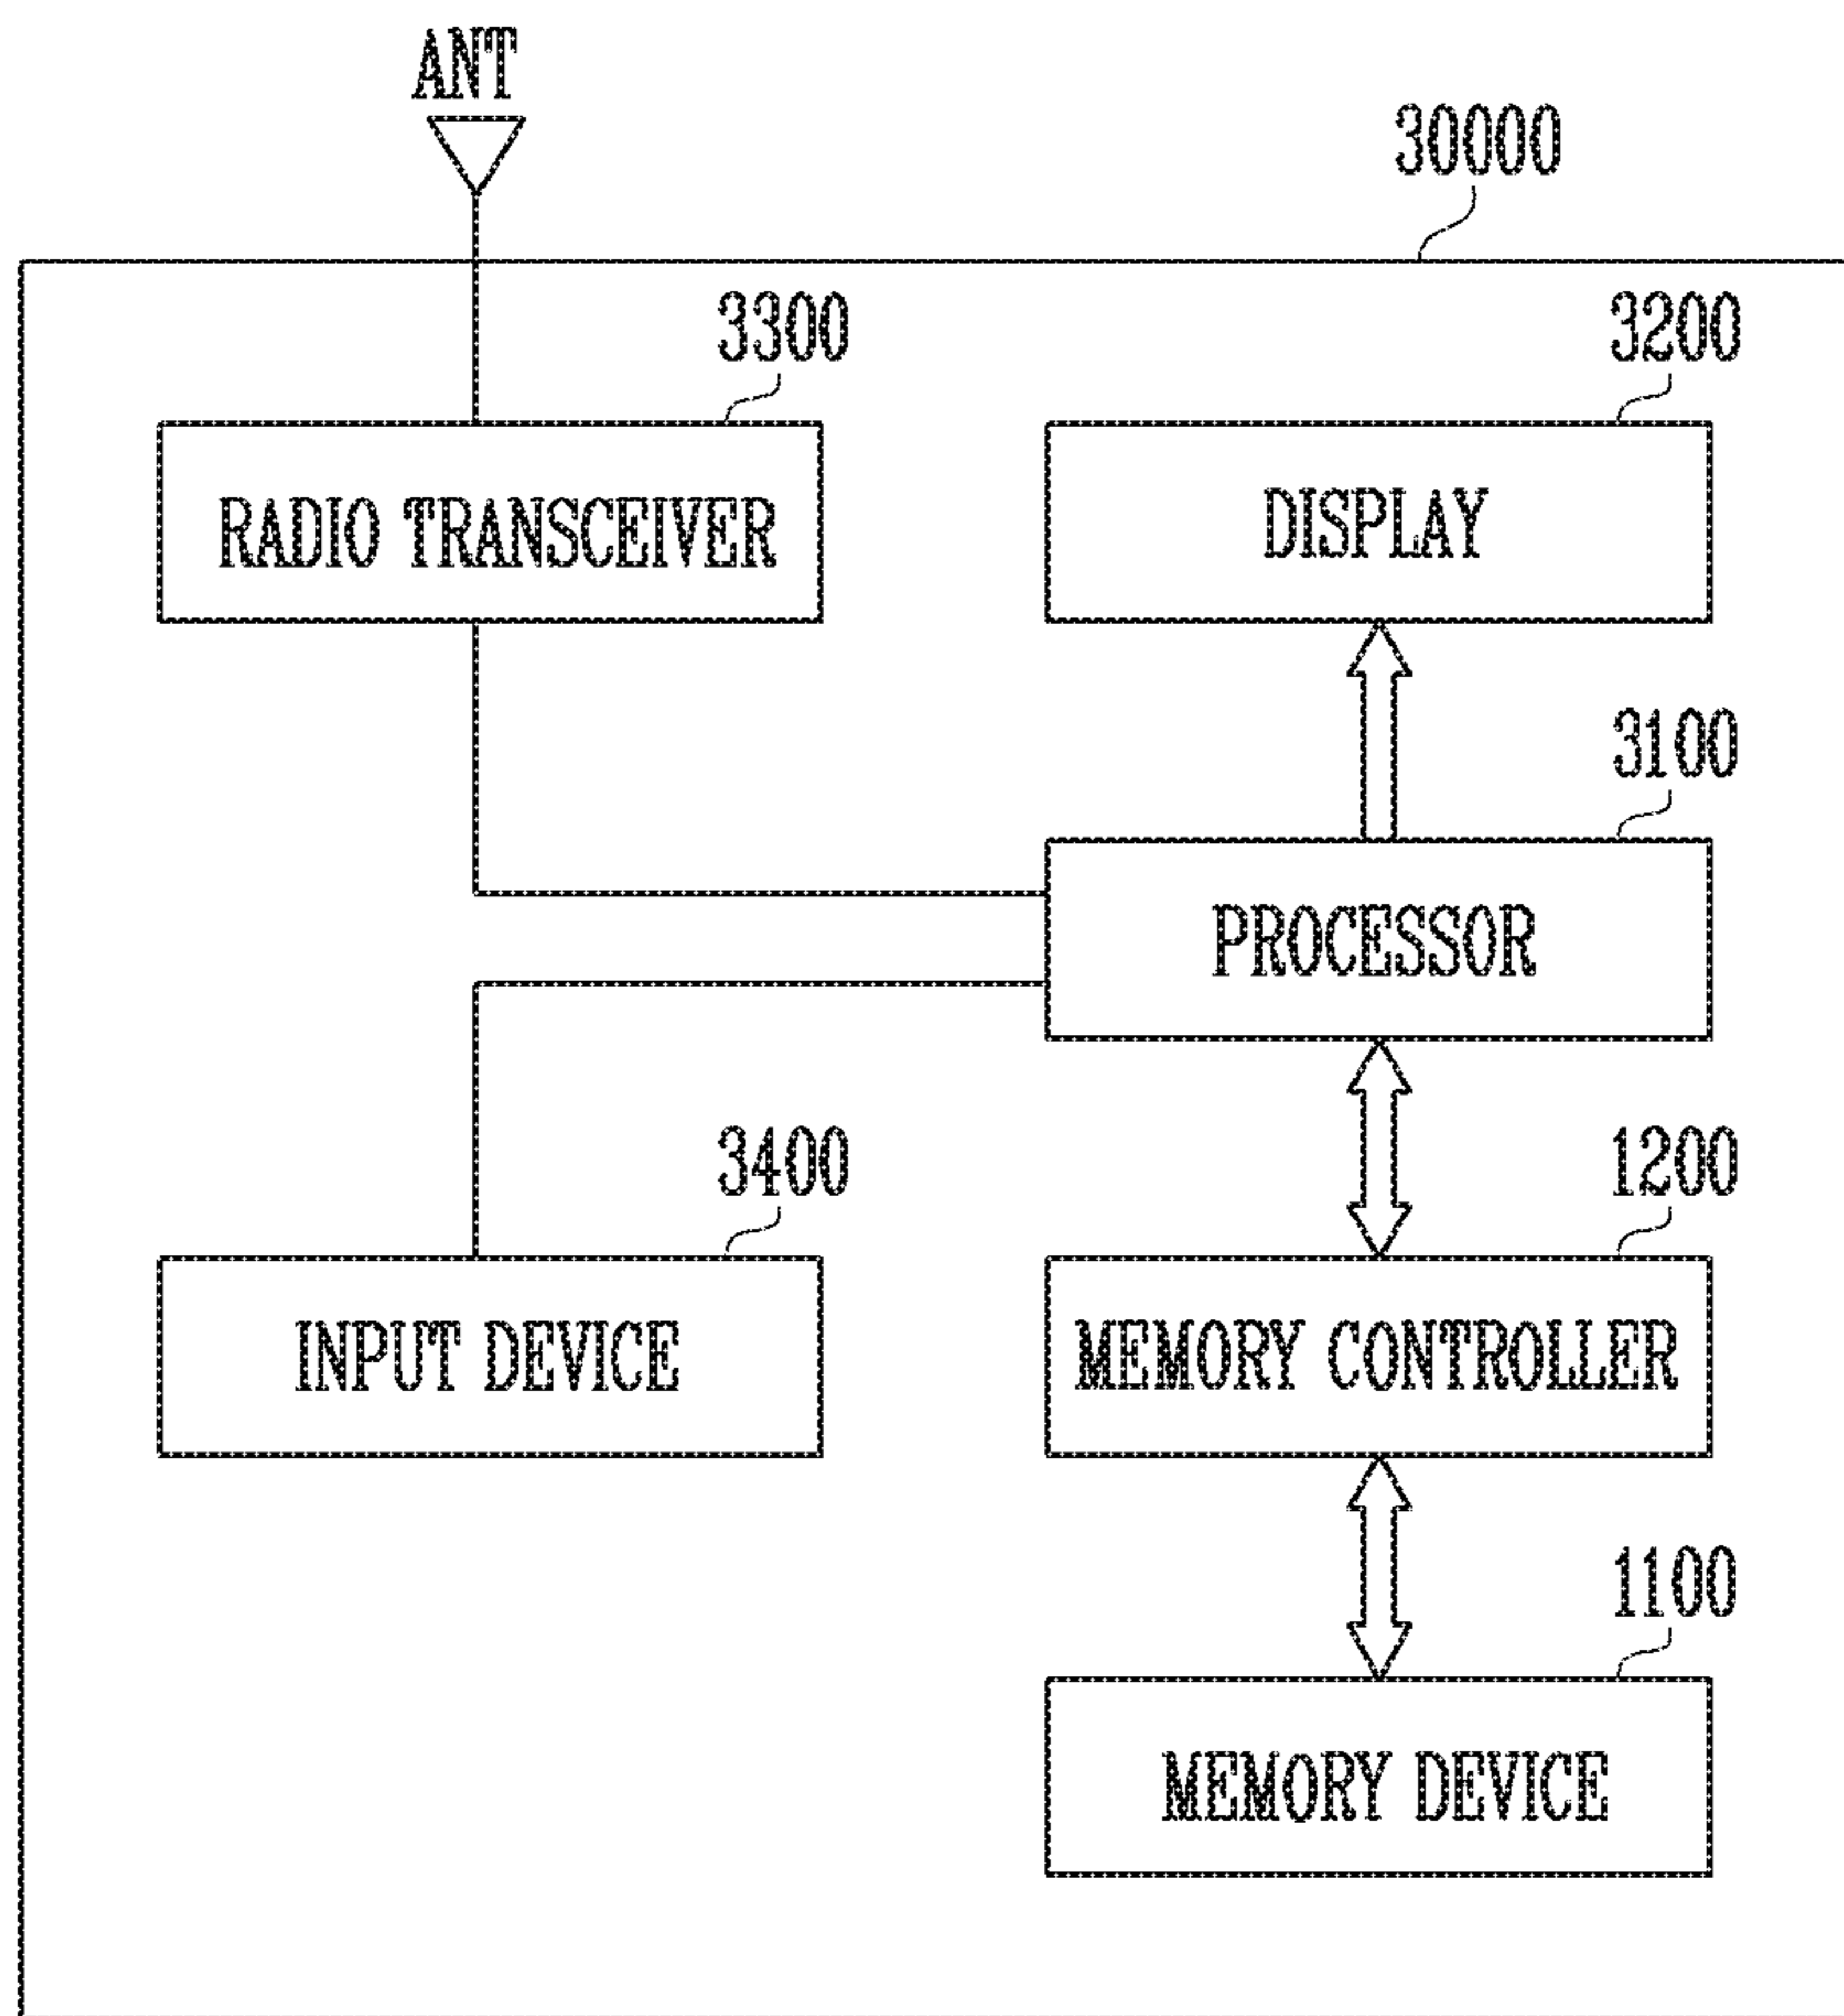 ANT
30000
3300
3200
RADIO TRANSCEIVER
DISPLAY
3100
PROCESSOR
3400
1200
INPUT DEVICE
MEMORY CONTROLLER
1100
MEMORY DEVICE